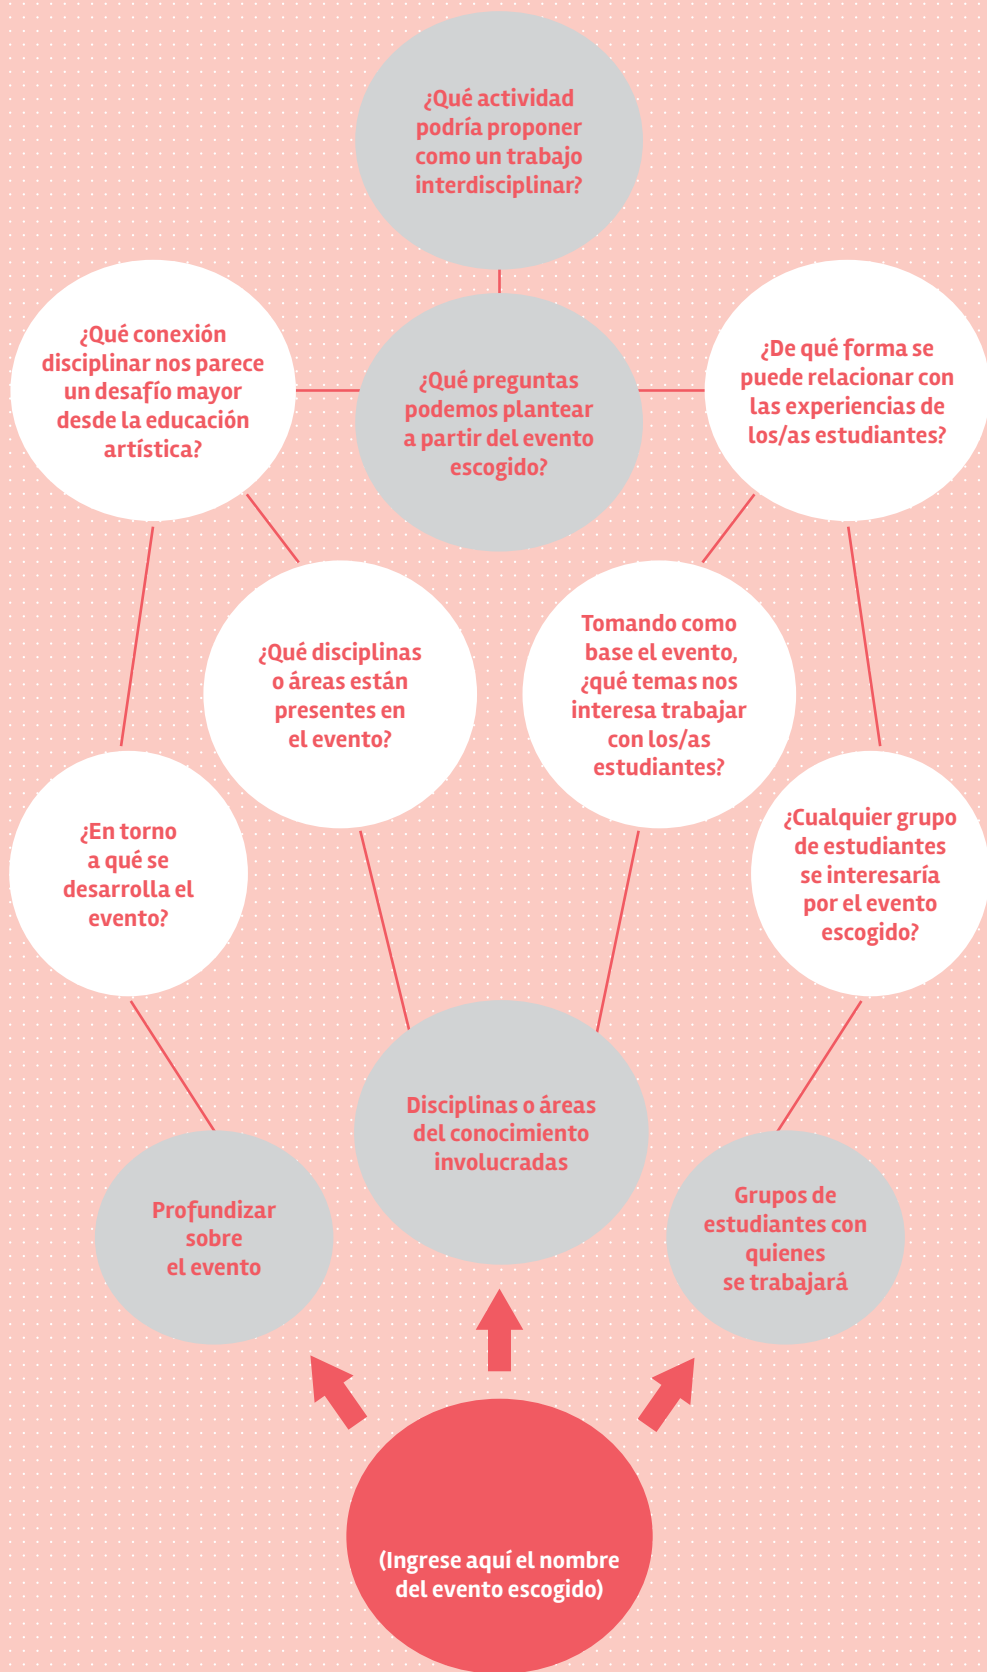 ¿Qué actividad
podría proponer
como un trabajo
interdisciplinar?
¿Qué conexión
disciplinar nos parece
un desafío mayor
desde la educación
artística?
¿Qué preguntas
podemos plantear
a partir del evento
escogido?
¿De qué forma se
puede relacionar con
las experiencias de
los/as estudiantes?
¿Qué disciplinas
o áreas están
presentes en
el evento?
Tomando como
base el evento,
¿qué temas nos
interesa trabajar
con los/as
estudiantes?
¿En torno
a qué se
desarrolla el
evento?
¿Cualquier grupo
de estudiantes
se interesaría
por el evento
escogido?
Disciplinas o áreas
del conocimiento
involucradas
Profundizar
sobre
el evento
Grupos de
estudiantes con
quienes
se trabajará
(Ingrese aquí el nombre
del evento escogido)